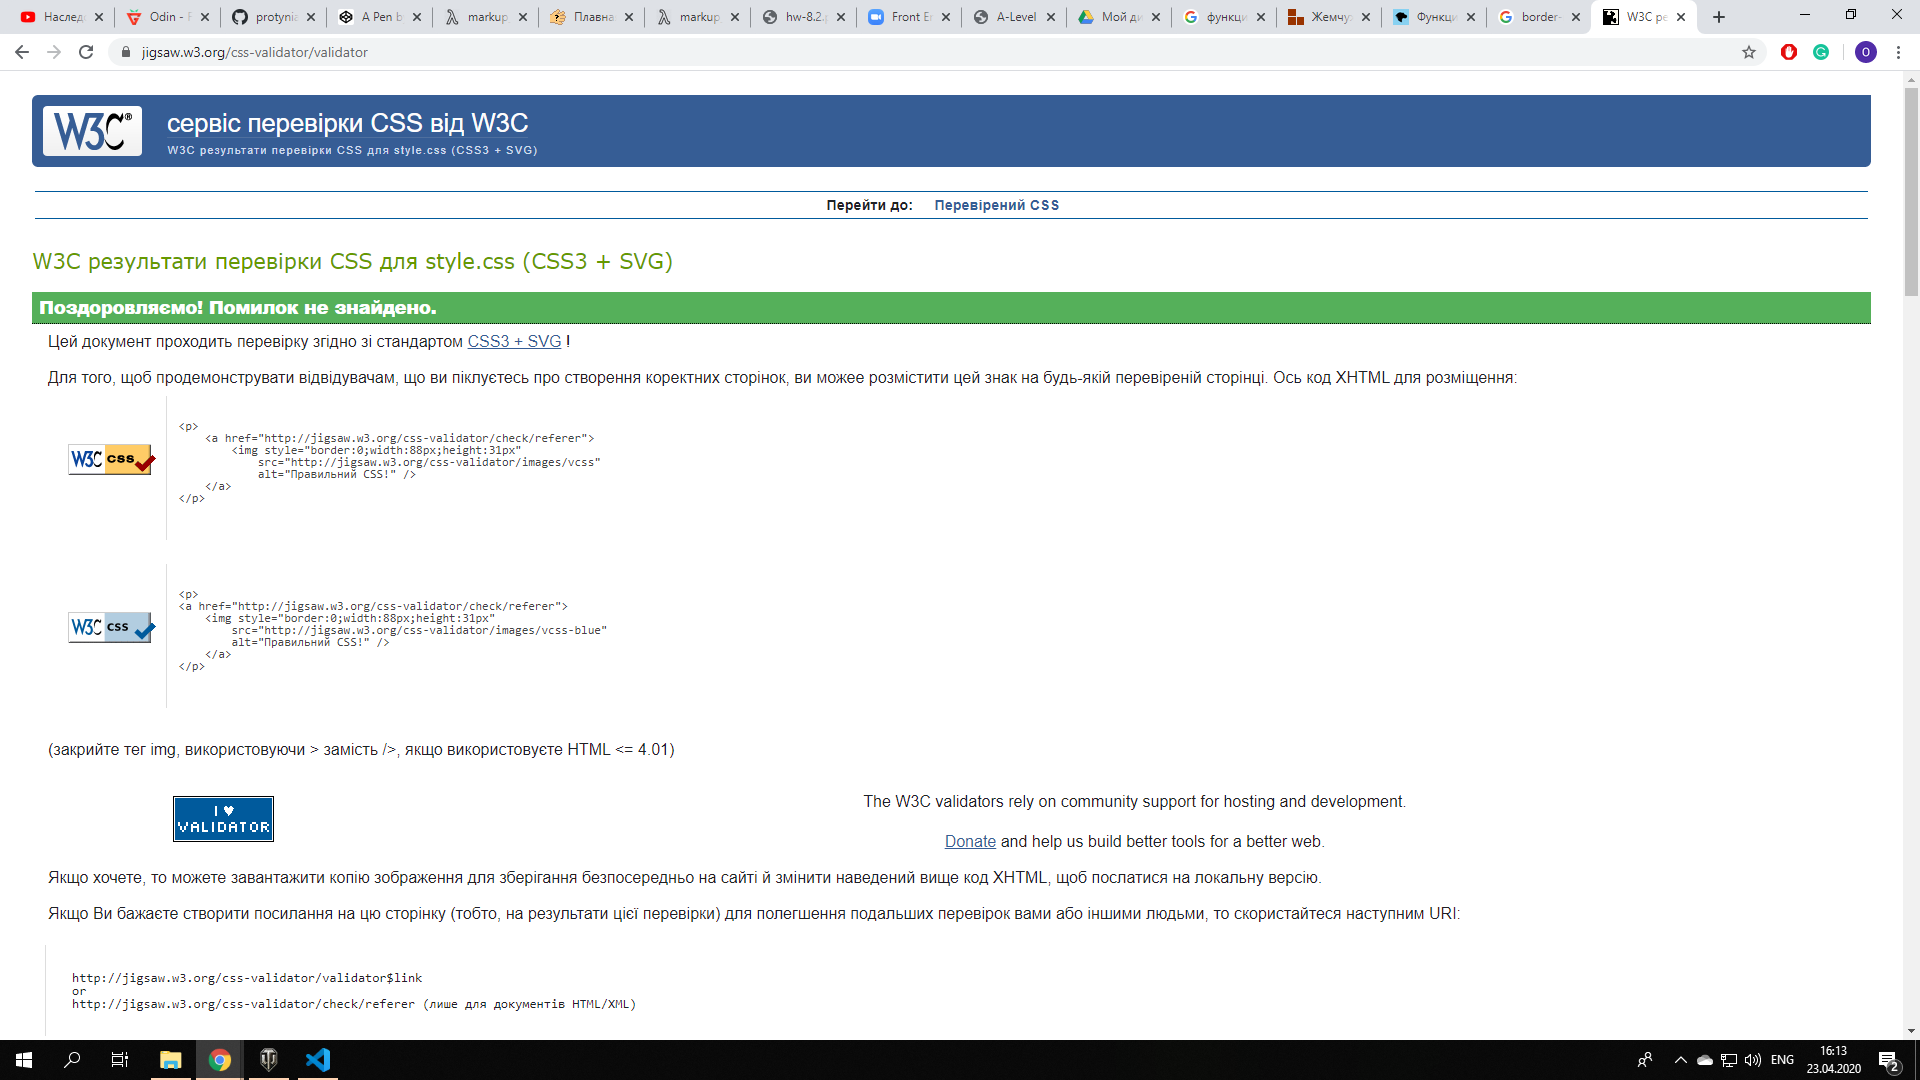 Наслед
Odin - F
protynia
A Pen b
markup
Плавна
markup
hw-8.2.p
Front En
A-Level
Мой ди
функци
Жемчу
Функци
border-
W3C ре
jigsaw.w3.org/css-validator/validator
O
W3C®
сервіс перевірки CSS від W3C
W3C результати перевірки CSS для style.css (CSS3 + SVG)
Перейти до: Перевірений CSS
W3C результати перевірки CSS для style.css (CSS3 + SVG)
Поздоровляємо! Помилок не знайдено.
Цей документ проходить перевірку згідно зі стандартом CSS3 + SVG !
Для того, щоб продемонструвати відвідувачам, що ви піклуєтесь про створення коректних сторінок, ви можее розмістити цей знак на будь-якій перевіреній сторінці. Ось код XHTML для розміщення:
W3C css
<p>
<a href="http://jigsaw.w3.org/css-validator/check/referer">
<img style="border:0;width:88px;height:31px"
src="http://jigsaw.w3.org/css-validator/images/vcss"
alt="Правильний CSS!" />
</a>
</p>
W3C css
<p>
<a href="http://jigsaw.w3.org/css-validator/check/referer">
<img style="border:0;width:88px;height:31px"
src="http://jigsaw.w3.org/css-validator/images/vcss-blue"
alt="Правильний CSS!" />
</a>
</p>
(закрийте тег img, використовуючи > замість />, якщо використовуєте HTML <= 4.01)
I ♥
VALIDATOR
The W3C validators rely on community support for hosting and development.
Donate and help us build better tools for a better web.
Якщо хочете, то можете завантажити копію зображення для зберігання безпосередньо на сайті й змінити наведений вище код XHTML, щоб послатися на локальну версію.
Якщо Ви бажаєте створити посилання на цю сторінку (тобто, на результати цієї перевірки) для полегшення подальших перевірок вами або іншими людьми, то скористайтеся наступним URI:
http://jigsaw.w3.org/css-validator/validator$link
or
http://jigsaw.w3.org/css-validator/check/referer (лише для документів HTML/XML)
ENG
16:13
23.04.2020
2